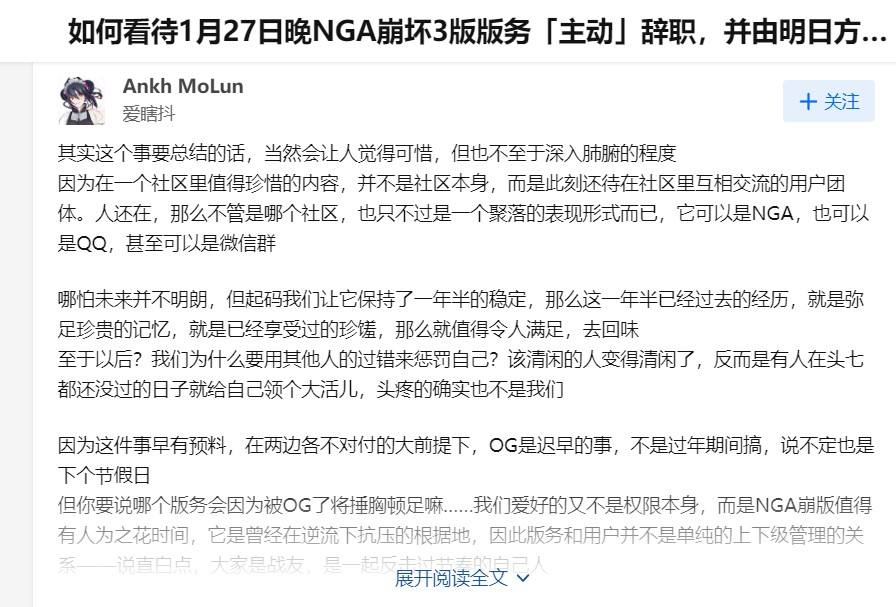 如何看待1月27日晚NGA崩坏3版版务「主动」辞职，并由明日方...
Ankh MoLun
爱瞎抖
+ 关注
其实这个事要总结的话，当然会让人觉得可惜，但也不至于深入肺腑的程度
因为在一个社区里值得珍惜的内容，并不是社区本身，而是此刻还待在社区里互相交流的用户团
体。人还在，那么不管是哪个社区，也只不过是一个聚落的表现形式而已，它可以是NGA，也可以
是QQ，甚至可以是微信群
哪怕未来并不明朗，但起码我们让它保持了一年半的稳定，那么这一年半已经过去的经历，就是弥
足珍贵的记忆，就是已经享受过的珍馐，那么就值得令人满足，去回味
至于以后？我们为什么要用其他人的过错来惩罚自己？该清闲的人变得清闲了，反而是有人在头七
都还没过的日子就给自己领个大活儿，头疼的确实也不是我们
因为这件事早有预料，在两边各不对付的大前提下，OG是迟早的事，不是过年期间搞，说不定也是
下个节假日
但你要说哪个版务会因为被OG了将捶胸顿足嘛......我们爱好的又不是权限本身，而是NGA崩版值得
有人为之花时间，它是曾经在逆流下抗压的根据地，因此版务和用户并不是单纯的上下级管理的关
系——说直白点，大家是战友，是一起反击过节奏的自己人
展开阅读全文